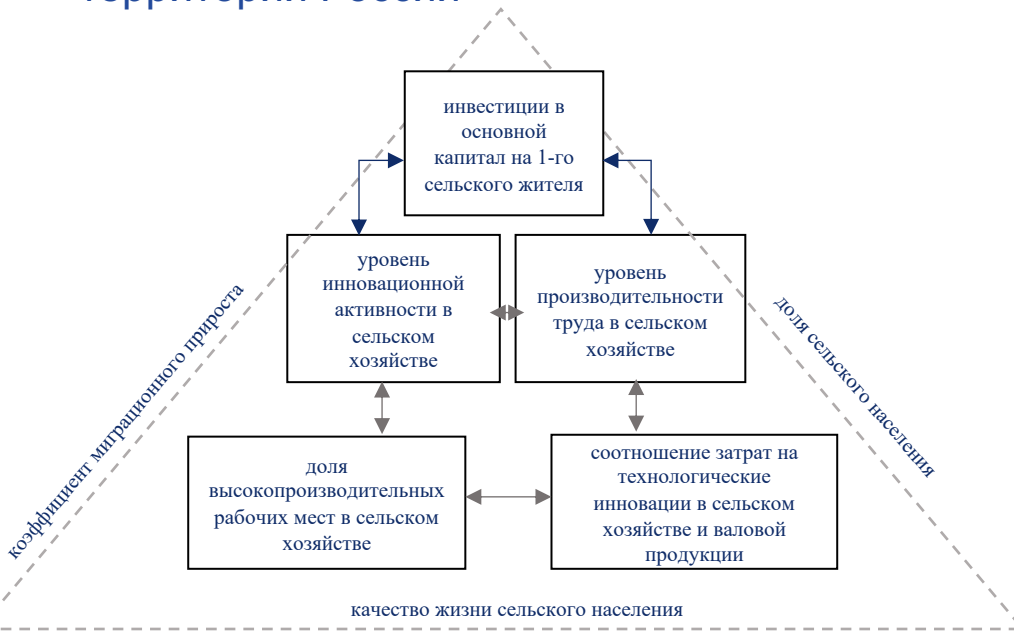 территории России
инвестиции в
основной
капитал на 1-го
сельского жителя
уровень
инновационной
активности в
сельском
хозяйстве
уровень
производительности
труда в сельском
хозяйстве
коэффициент миграционного прироста
доля сельского населения
доля
высокопроизводительных
рабочих мест в сельском
хозяйстве
соотношение затрат на
технологические
инновации в сельском
хозяйстве и валовой
продукции
качество жизни сельского населения